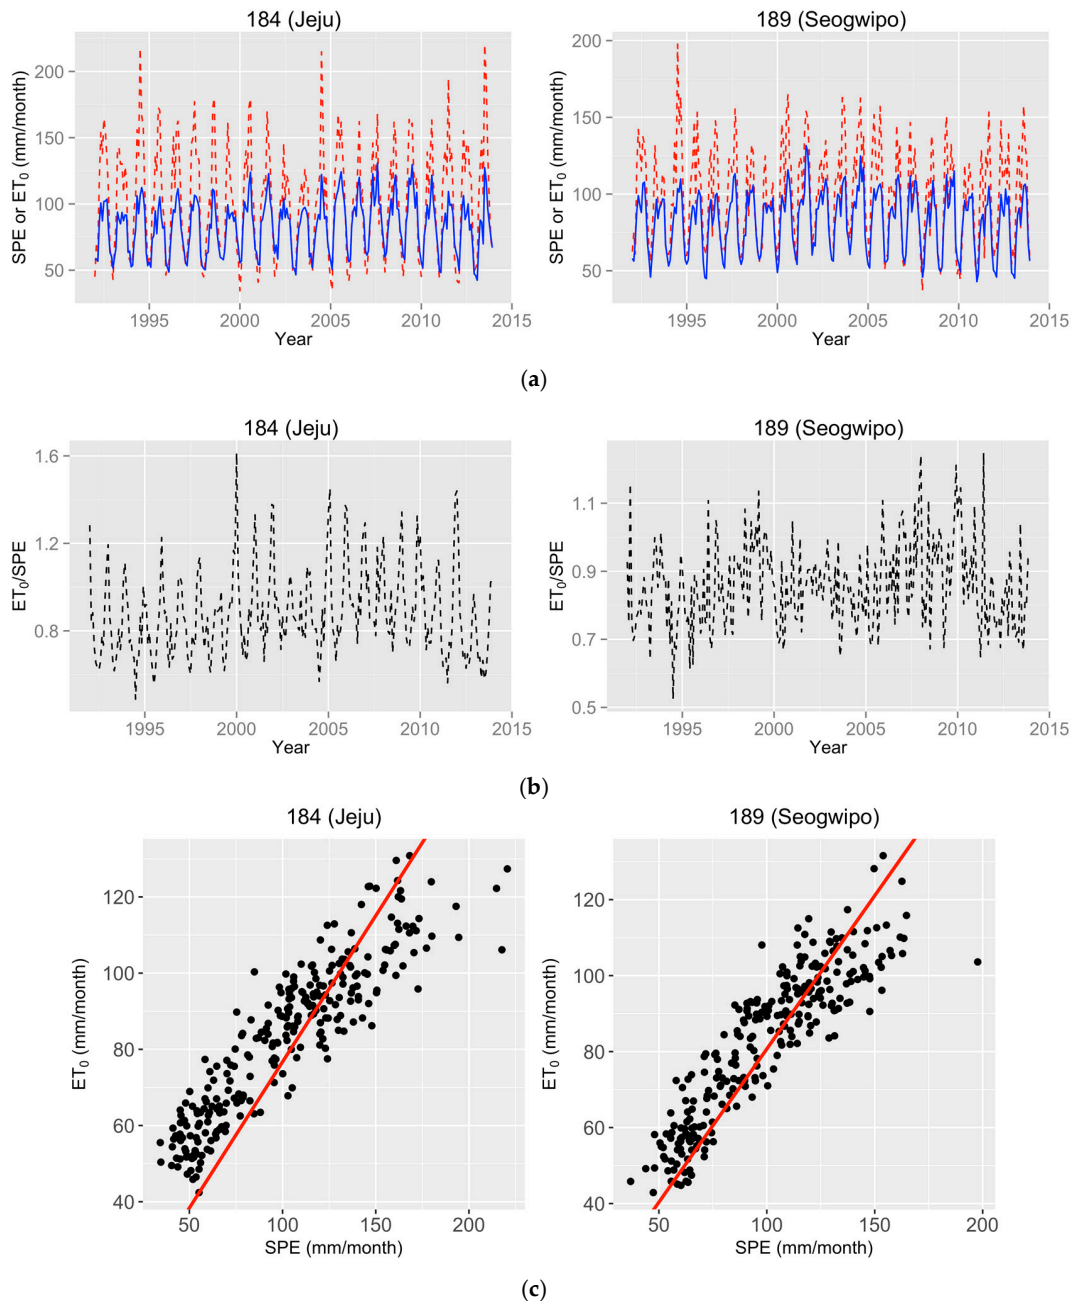 184 (Jeju)
189 (Seogwipo)
SPE or ET0 (mm/month)
200
150
100
50
1995
2000
2005
2010
2015
Year
SPE or ET0 (mm/month)
200
150
100
50
1995
2000
2005
2010
2015
Year
(a)
184 (Jeju)
189 (Seogwipo)
ET0/SPE
1.6
1.2
0.8
1995
2000
2005
2010
2015
Year
ET0/SPE
1.1
0.9
0.7
0.5
1995
2000
2005
2010
2015
Year
(b)
184 (Jeju)
189 (Seogwipo)
ET0 (mm/month)
120
100
80
60
40
50
100
150
200
SPE (mm/month)
ET0 (mm/month)
120
100
80
60
40
50
100
150
200
SPE (mm/month)
(c)